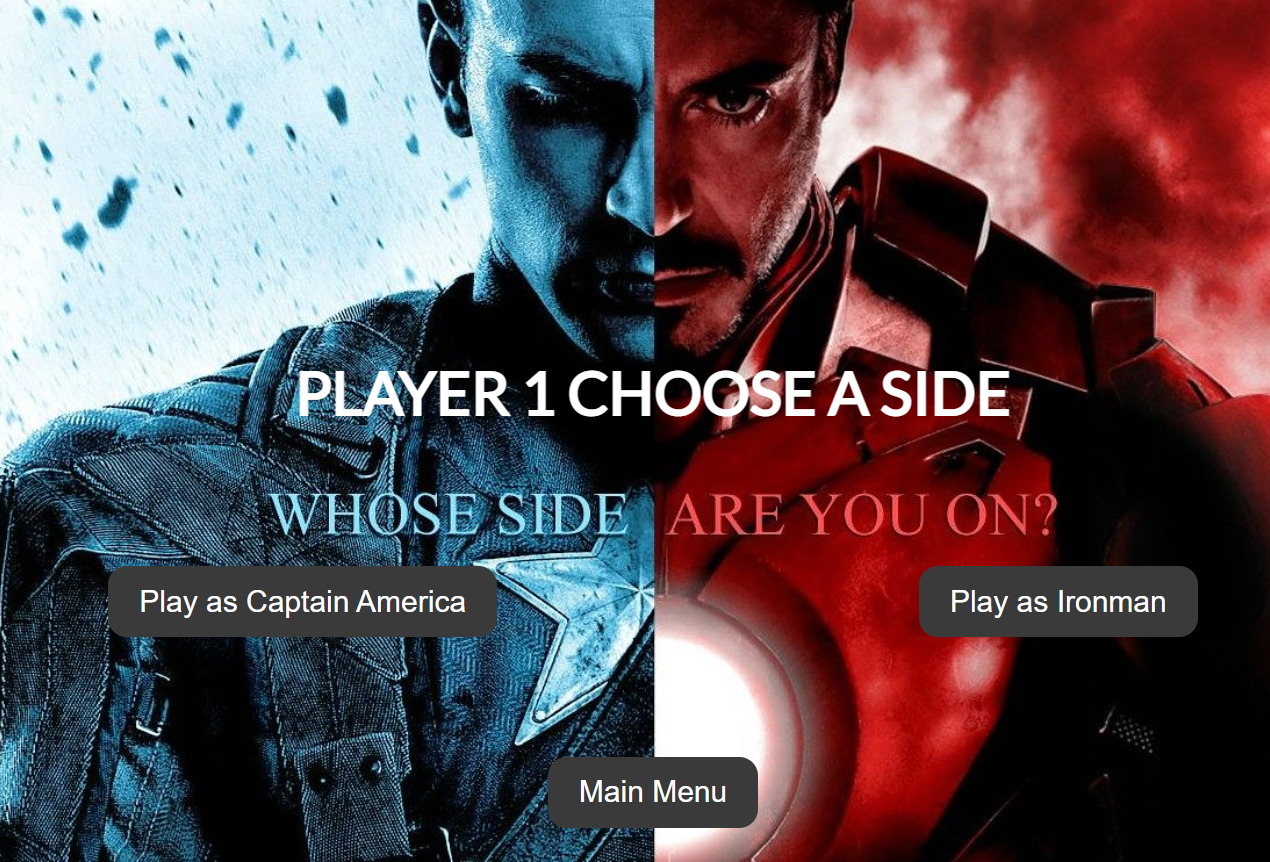 PLAYER 1 CHOOSE A SIDE
WHOSE SIDE ARE YOU ON?
Play as Captain America
Play as Ironman
Main Menu